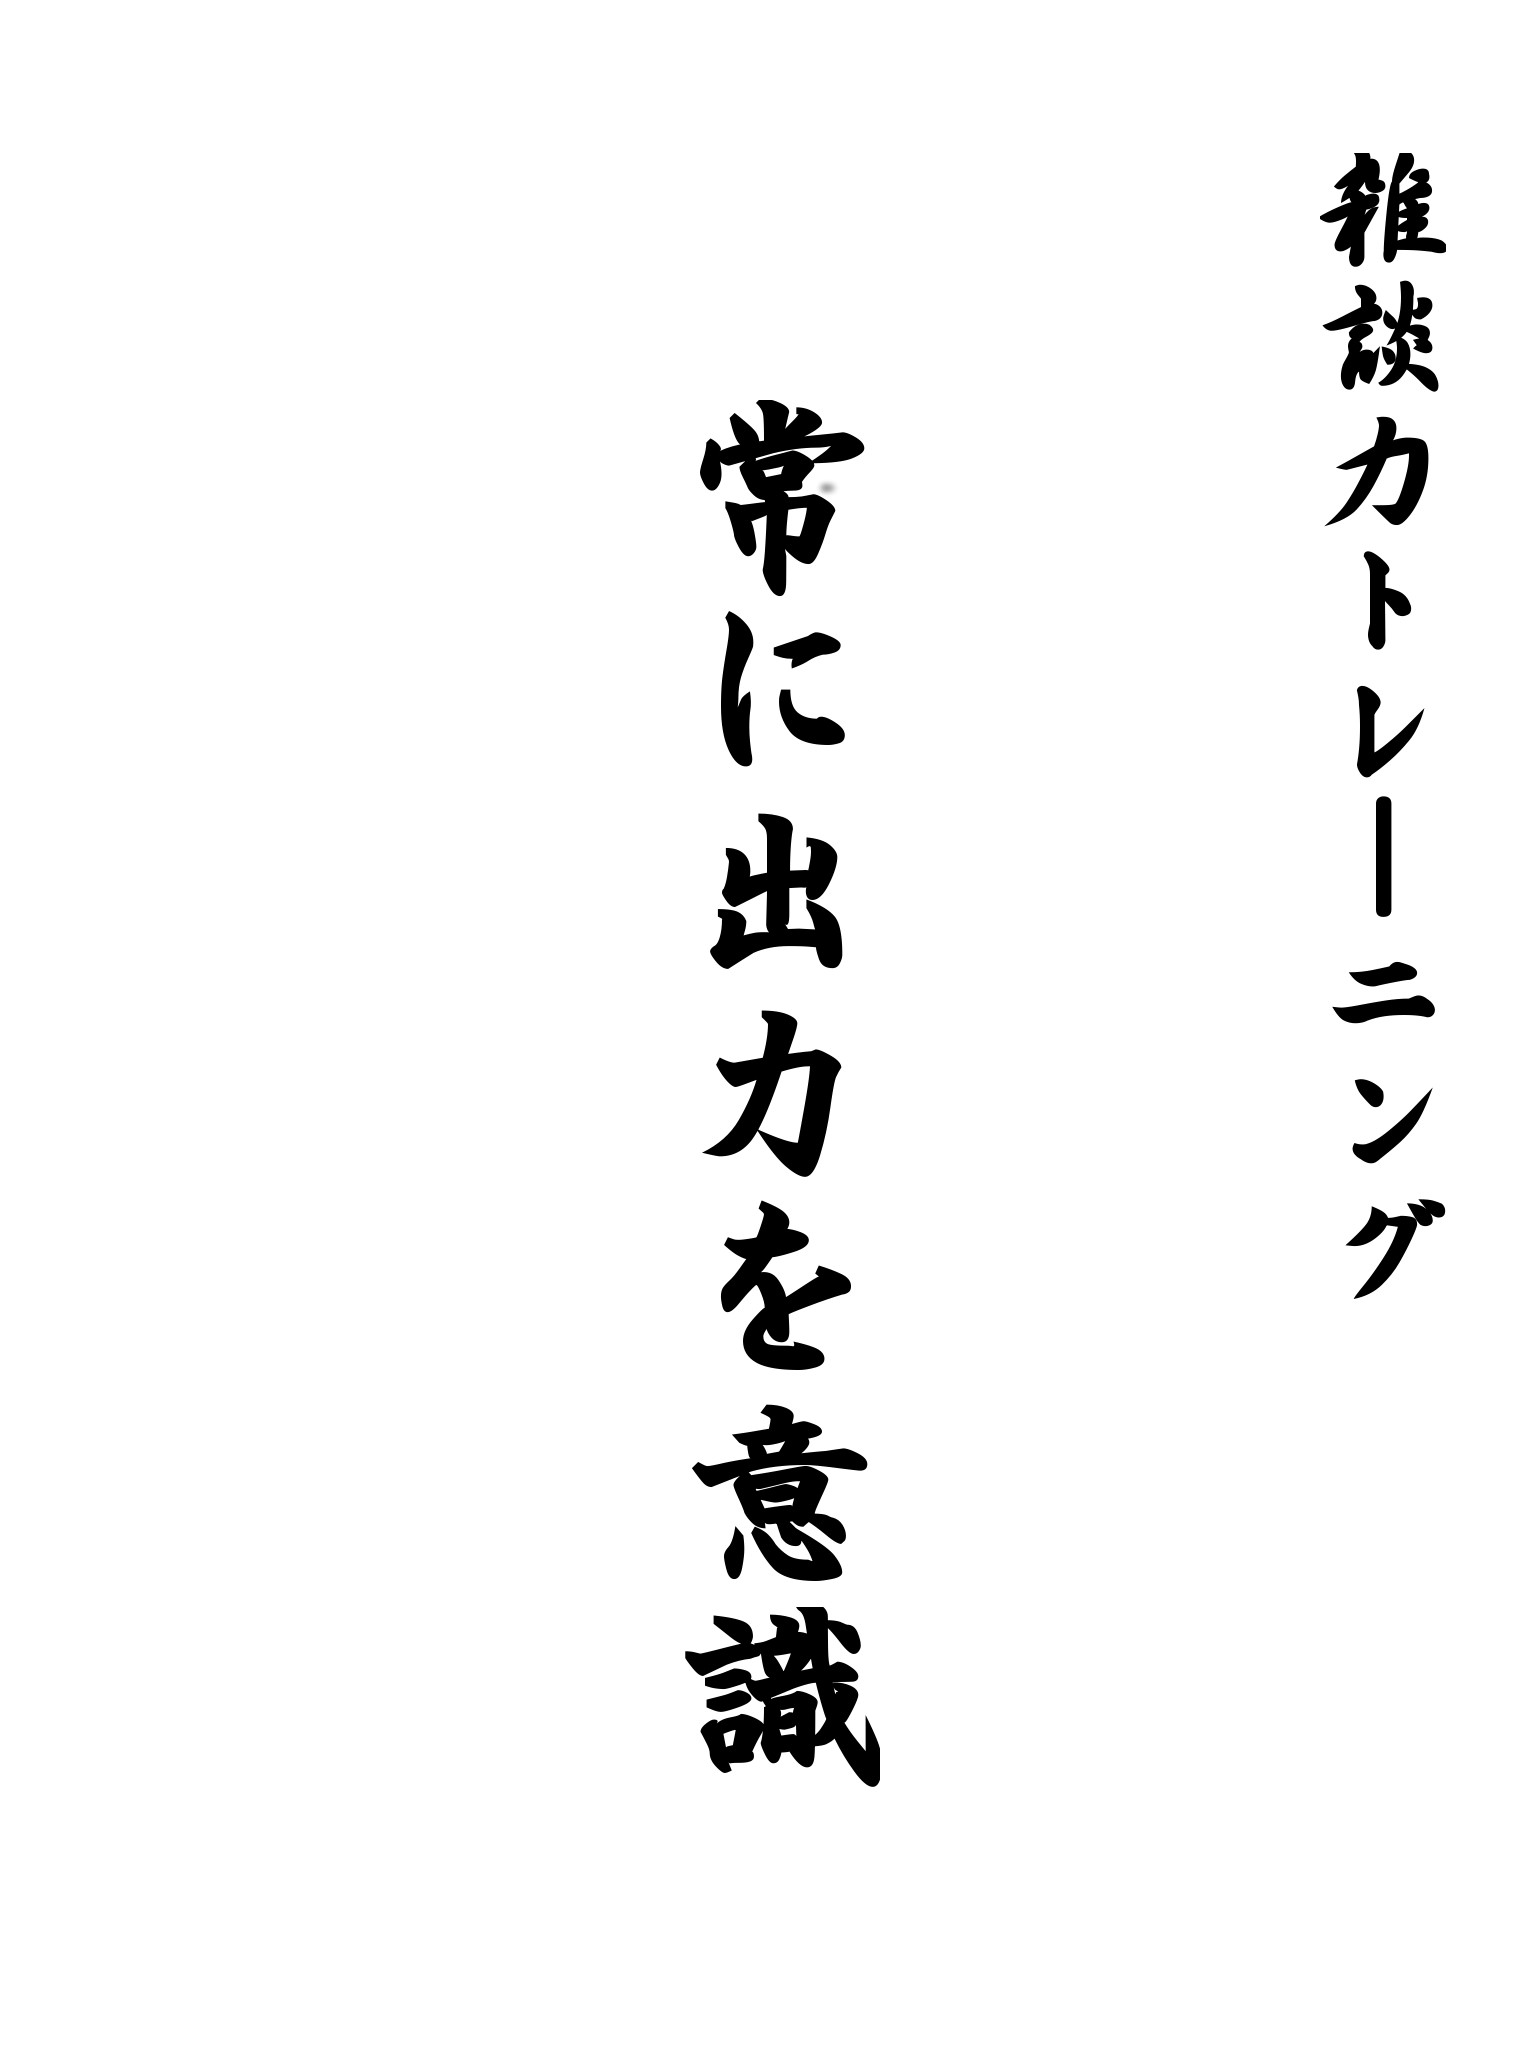 雑談力トレーニング
常に出力を意識